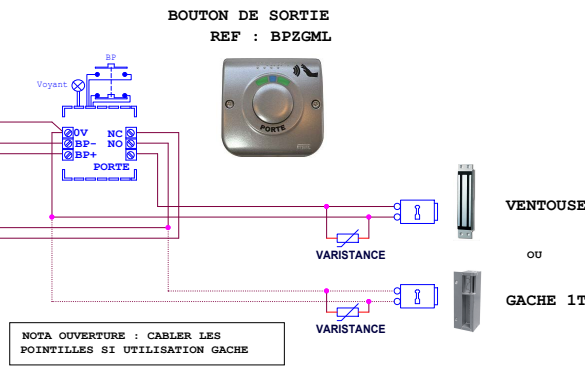 BOUTON DE SORTIE
REF : BPZGML
BP
Voyant
PORTE
0V NC
BP- NO
BP+
PORTE
VENTOUSE
VARISTANCE
OU
GACHE 1T
VARISTANCE
NOTA OUVERTURE : CABLER LES
POINTILLES SI UTILISATION GACHE